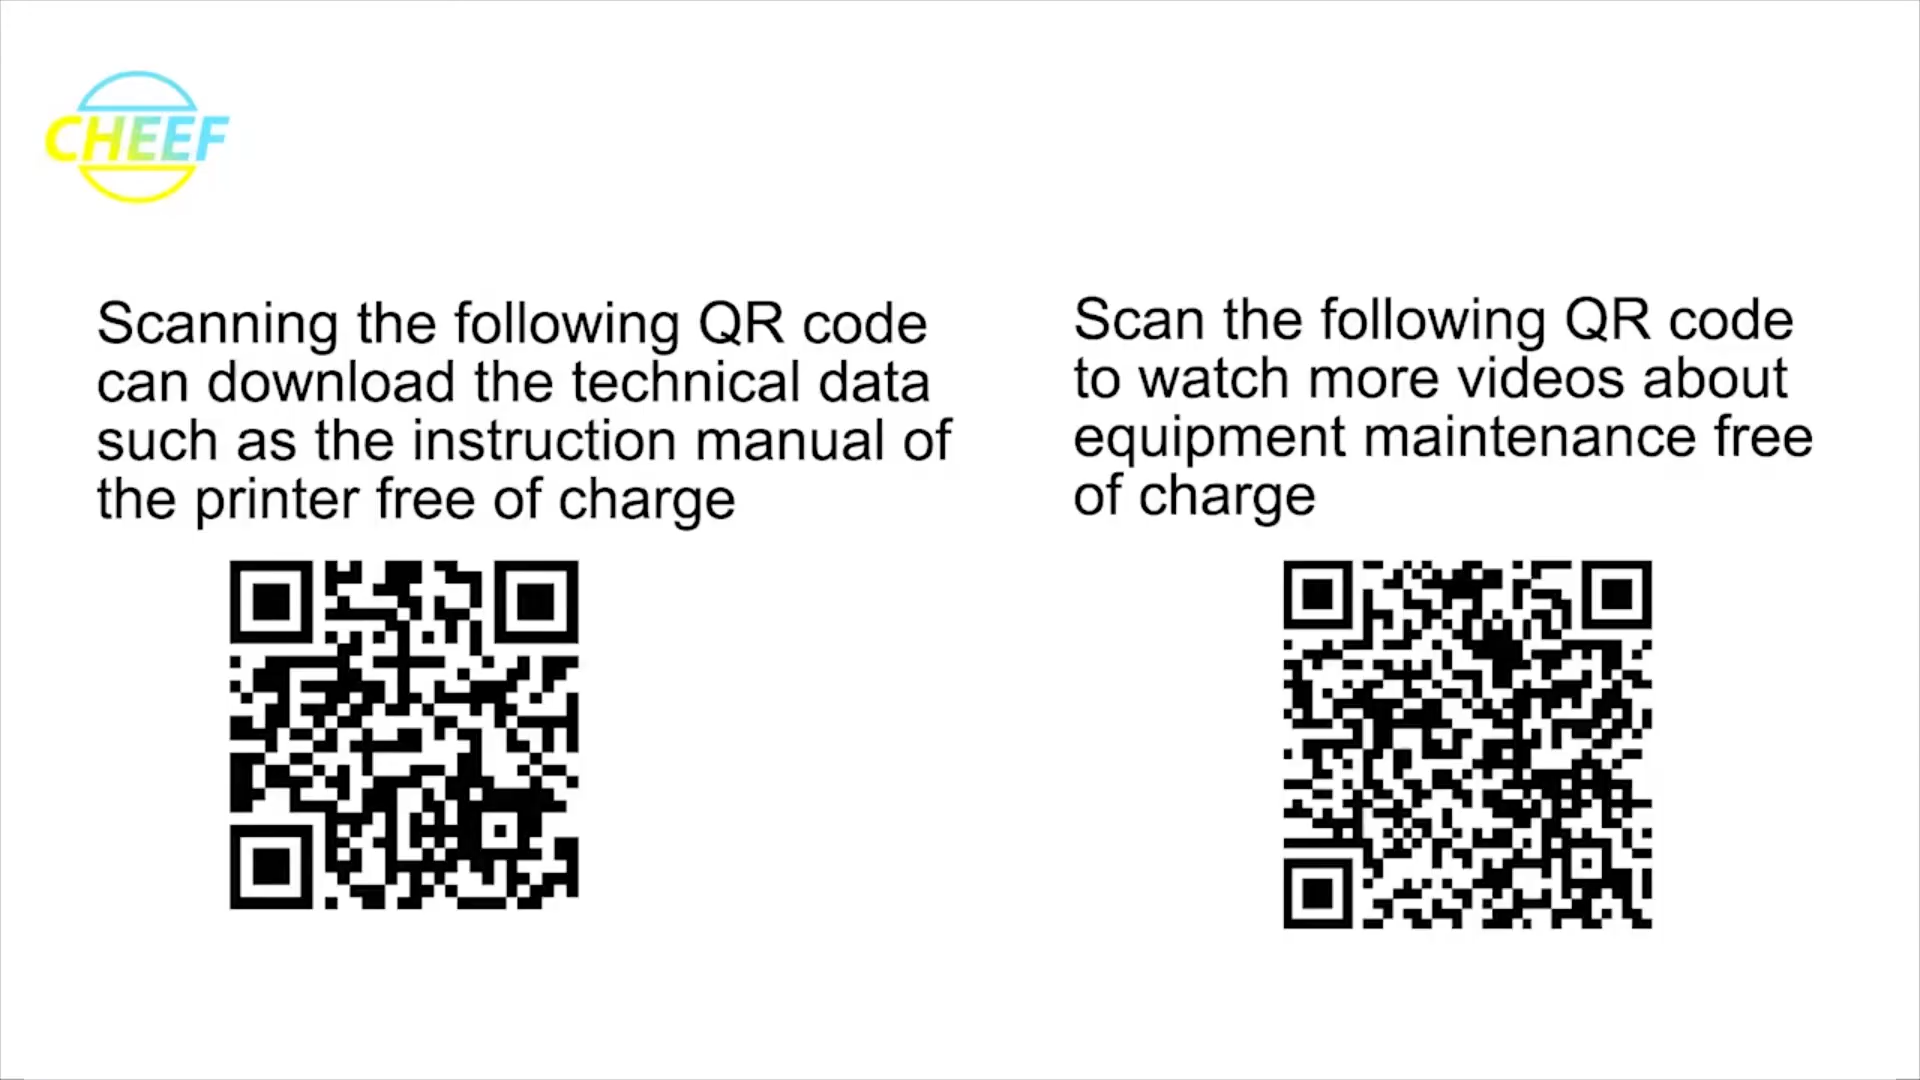 CHEEF
Scanning the following QR code
can download the technical data
such as the instruction manual of
the printer free of charge
Scan the following QR code
to watch more videos about
equipment maintenance free
of charge